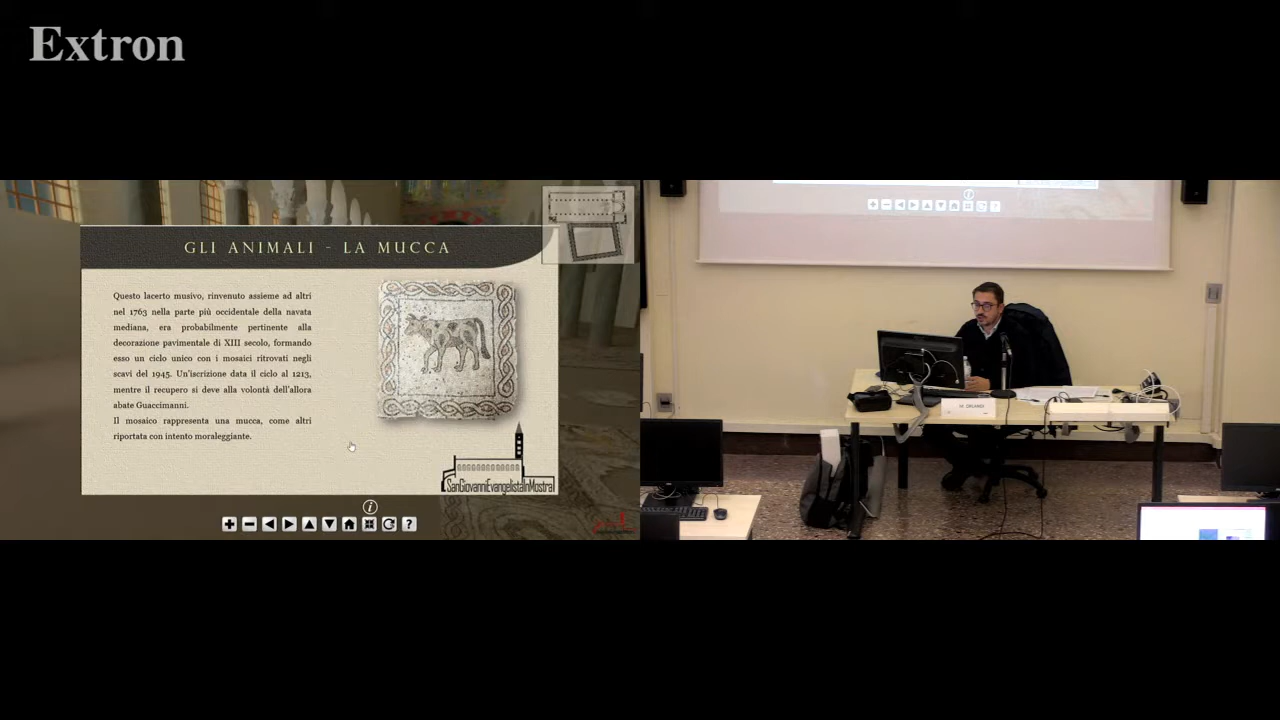 Extron
GLI ANIMALI - LA MUCCA
Questo lacerto musivo, rinvenuto assieme ad altri
nel 1763 nella parte più occidentale della navata
mediana, era probabilmente pertinente alla
decorazione pavimentale di XIII secolo, formando
esso un ciclo unico con i mosaici ritrovati negli
scavi del 1945. Un'iscrizione data il ciclo al 1213,
mentre il recupero si deve alla volontà dell'allora
abate Guaccimanni.
Il mosaico rappresenta una mucca, come altri
riportata con intento moraleggiante.
SanGiovanniEvangelistaInMostra!
i
?